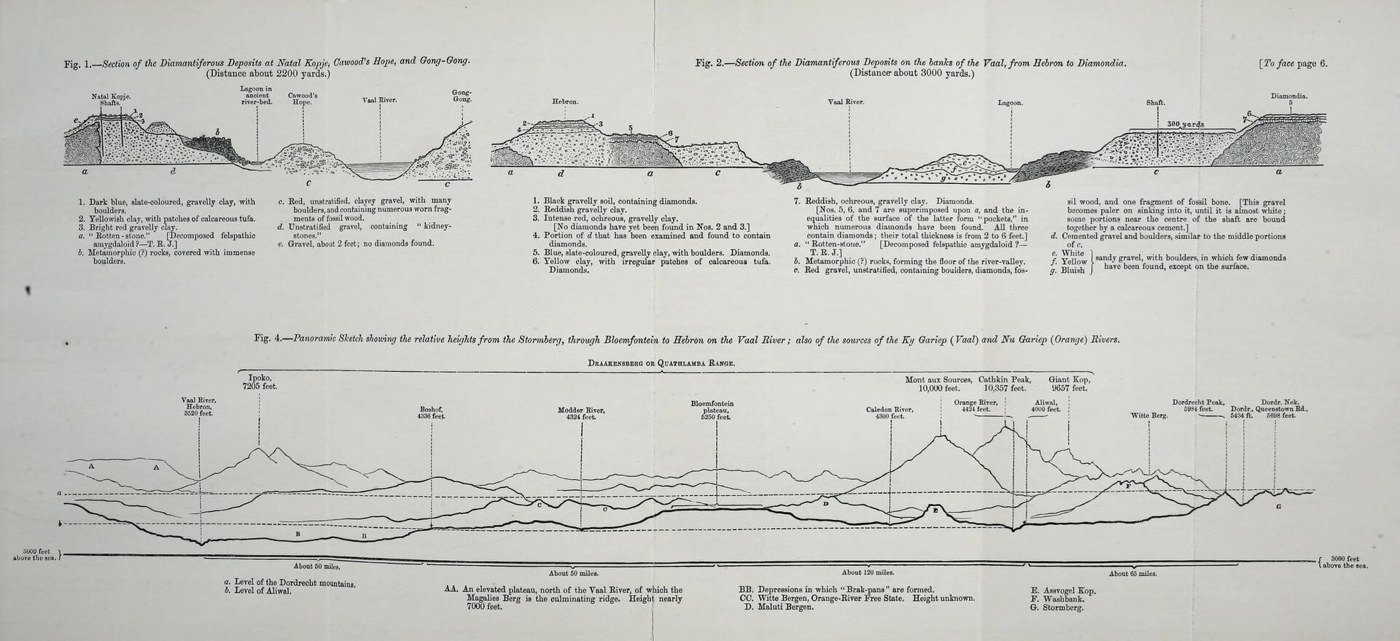 Fig. 1.—Section of the Diamantiferous Deposits at Natal Kopje, Cawood's Hope, and Gong-Gong.
(Distance about 2200 yards.)
Natal Kopje.
Shafts.
Lagoon in
ancient
river-bed.
Cawood's
Hope.
Vaal River.
Gong-
Gong.
e
1
2
3
b
a
d
c
c
1. Dark blue, slate-coloured, gravelly clay, with
boulders.
2. Yellowish clay, with patches of calcareous tufa.
3. Bright red gravelly clay.
a. "Rotten-stone." [Decomposed felspathic
amygdaloid?—T. R. J.]
b. Metamorphic (?) rocks, covered with immense
boulders.
c. Red, unstratified, clayey gravel, with many
boulders, and containing numerous worn frag-
ments of fossil wood.
d. Unstratified gravel, containing "kidney-
stones."
e. Gravel, about 2 feet; no diamonds found.
Fig. 2.—Section of the Diamantiferous Deposits on the banks of the Vaal, from Hebron to Diamondia.
(Distance about 3000 yards.)
[To face page 6.
Hebron.
Vaal River.
Lagoon.
Shaft.
300 yards
Diamondia.
5
1
2
3
4
5
6
7
7
6
a
d
a
c
b
g
b
c
a
1. Black gravelly soil, containing diamonds.
2. Reddish gravelly clay.
3. Intense red, ochreous, gravelly clay.
[No diamonds have yet been found in Nos. 2 and 3.]
4. Portion of d that has been examined and found to contain
diamonds.
5. Blue, slate-coloured, gravelly clay, with boulders. Diamonds.
6. Yellow clay, with irregular patches of calcareous tufa.
Diamonds.
7. Reddish, ochreous, gravelly clay. Diamonds.
[Nos. 5, 6, and 7 are superimposed upon a, and the in-
equalities of the surface of the latter form "pockets," in
which numerous diamonds have been found. All three
contain diamonds; their total thickness is from 2 to 6 feet.]
a. "Rotten-stone." [Decomposed felspathic amygdaloid?—
T. R. J.]
b. Metamorphic (?) rocks, forming the floor of the river-valley.
c. Red gravel, unstratified, containing boulders, diamonds, fos-
sil wood, and one fragment of fossil bone. [This gravel
becomes paler on sinking into it, until it is almost white;
some portions near the centre of the shaft are bound
together by a calcareous cement.]
d. Cemented gravel and boulders, similar to the middle portions
of c.
e. White
f. Yellow
g. Bluish
sandy gravel, with boulders, in which few diamonds
have been found, except on the surface.
Fig. 4.—Panoramic Sketch showing the relative heights from the Stormberg, through Bloemfontein to Hebron on the Vaal River; also of the sources of the Ky Gariep (Vaal) and Nu Gariep (Orange) Rivers.
Draakensberg or Quathlamba Range.
Ipoko,
7205 feet.
Vaal River,
Hebron,
3520 feet.
Boshof,
4336 feet.
Modder River,
4324 feet.
Bloemfontein
plateau,
5250 feet.
Caledon River,
4300 feet.
Mont aux Sources,
10,000 feet.
Cathkin Peak,
10,357 feet.
Giant Kop,
9657 feet.
Orange River,
4424 feet.
Aliwal,
4000 feet.
Witte Berg.
Dordrecht Peak,
5984 feet.
Dordr.
5434 ft.
Dordr. Nek,
Queenstown Rd.,
5698 feet.
A
A
a
b
B
B
C
C
D
E
F
G
3000 feet
above the sea.
3000 feet
above the sea.
About 50 miles.
About 50 miles.
About 120 miles.
About 65 miles.
a. Level of the Dordrecht mountains.
b. Level of Aliwal.
AA. An elevated plateau, north of the Vaal River, of which the
Magalies Berg is the culminating ridge. Height nearly
7000 feet.
BB. Depressions in which "Brak-pans" are formed.
CC. Witte Bergen, Orange-River Free State. Height unknown.
D. Maluti Bergen.
E. Assvogel Kop.
F. Washbank.
G. Stormberg.